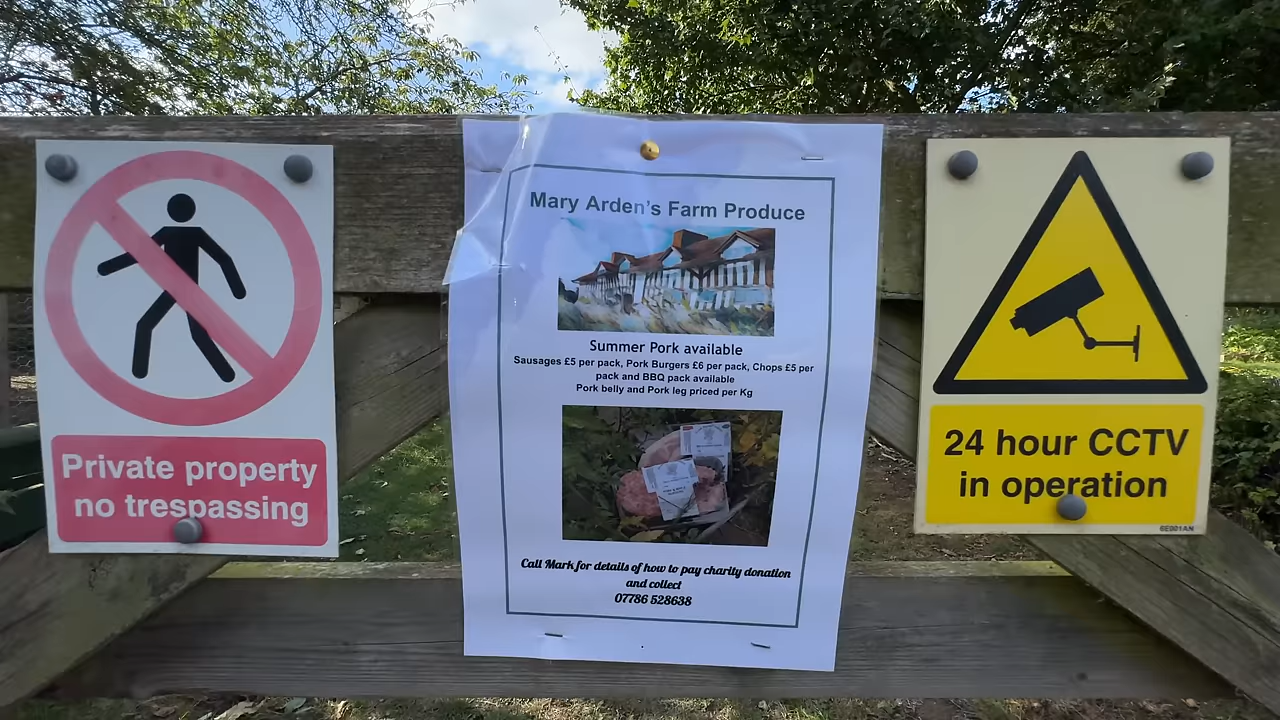 Private property
no trespassing
Mary Arden's Farm Produce
Summer Pork available
Sausages £5 per pack, Pork Burgers £6 per pack, Chops £5 per
pack and BBQ pack available
Pork belly and Pork leg priced per Kg
Call Mark for details of how to pay charity donation
and collect
07786 528638
24 hour CCTV
in operation
6E001AN